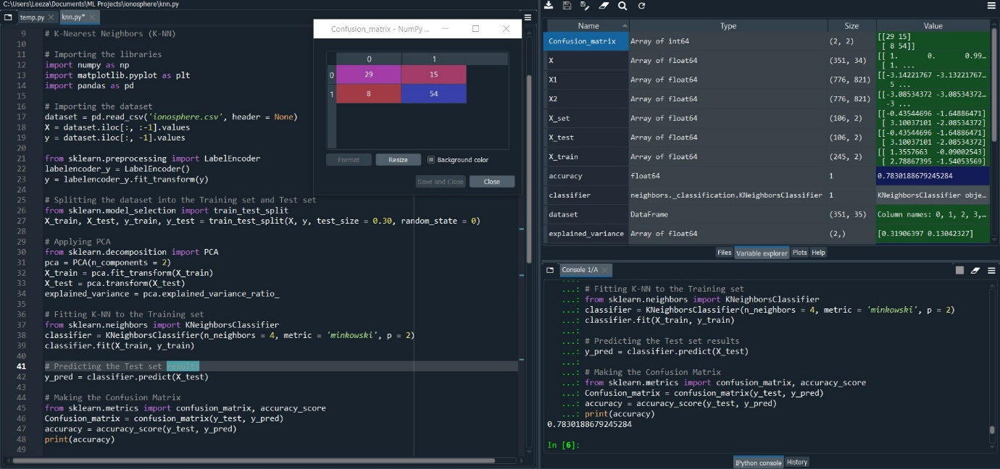 C:\Users\Leeza\Documents\ML Projects\ionosphere\knn.py
temp.py
knn.py*
9 # K-Nearest Neighbors (K-NN)
10
11 # Importing the libraries
12 import numpy as np
13 import matplotlib.pyplot as plt
14 import pandas as pd
15
16 # Importing the dataset
17 dataset = pd.read_csv('ionosphere.csv', header = None)
18 X = dataset.iloc[:, :-1].values
19 y = dataset.iloc[:, -1].values
20
21 from sklearn.preprocessing import LabelEncoder
22 labelencoder_y = LabelEncoder()
23 y = labelencoder_y.fit_transform(y)
24
25 # Splitting the dataset into the Training set and Test set
26 from sklearn.model_selection import train_test_split
27 X_train, X_test, y_train, y_test = train_test_split(X, y, test_size = 0.30, random_state = 0)
28
29 # Applying PCA
30 from sklearn.decomposition import PCA
31 pca = PCA(n_components = 2)
32 X_train = pca.fit_transform(X_train)
33 X_test = pca.transform(X_test)
34 explained_variance = pca.explained_variance_ratio_
35
36 # Fitting K-NN to the Training set
37 from sklearn.neighbors import KNeighborsClassifier
38 classifier = KNeighborsClassifier(n_neighbors = 4, metric = 'minkowski', p = 2)
39 classifier.fit(X_train, y_train)
40
41 # Predicting the Test set results
42 y_pred = classifier.predict(X_test)
43
44 # Making the Confusion Matrix
45 from sklearn.metrics import confusion_matrix, accuracy_score
46 Confusion_matrix = confusion_matrix(y_test, y_pred)
47 accuracy = accuracy_score(y_test, y_pred)
48 print(accuracy)
49
Confusion_matrix - NumPy ...
0 1
0 29 15
1 8 54
Format Resize Background color
Save and Close Close
Name Type Size Value
Confusion_matrix Array of int64 (2, 2) [[29 15]
[ 8 54]]
X Array of float64 (351, 34) [[ 1. 0. 0.99…
[ 1. ...
X1 Array of float64 (776, 821) [[-3.14221767 -3.13221767…
5 ...
X2 Array of float64 (776, 821) [[-3.08534372 -3.08534372…
-3 ...
X_set Array of float64 (106, 2) [[-0.43544696 -1.64886471]
[ 3.10037101 -2.08534372]
X_test Array of float64 (106, 2) [[-0.43544696 -1.64886471]
[ 3.10037101 -2.08534372]
X_train Array of float64 (245, 2) [[ 1.3557663 -0.09002543]
[ 2.78867395 -1.54053569]
accuracy float64 1 0.7830188679245284
classifier neighbors._classification.KNeighborsClassifier 1 KNeighborsClassifier obje…
dataset DataFrame (351, 35) Column names: 0, 1, 2, 3,…
explained_variance Array of float64 (2,) [0.31906397 0.13042327]
Files Variable explorer Plots Help
Console 1/A
...:
...: # Fitting K-NN to the Training set
...: from sklearn.neighbors import KNeighborsClassifier
...: classifier = KNeighborsClassifier(n_neighbors = 4, metric = 'minkowski', p = 2)
...: classifier.fit(X_train, y_train)
...:
...: # Predicting the Test set results
...: y_pred = classifier.predict(X_test)
...:
...: # Making the Confusion Matrix
...: from sklearn.metrics import confusion_matrix, accuracy_score
...: Confusion_matrix = confusion_matrix(y_test, y_pred)
...: accuracy = accuracy_score(y_test, y_pred)
...: print(accuracy)
0.7830188679245284
In [6]:
IPython console History